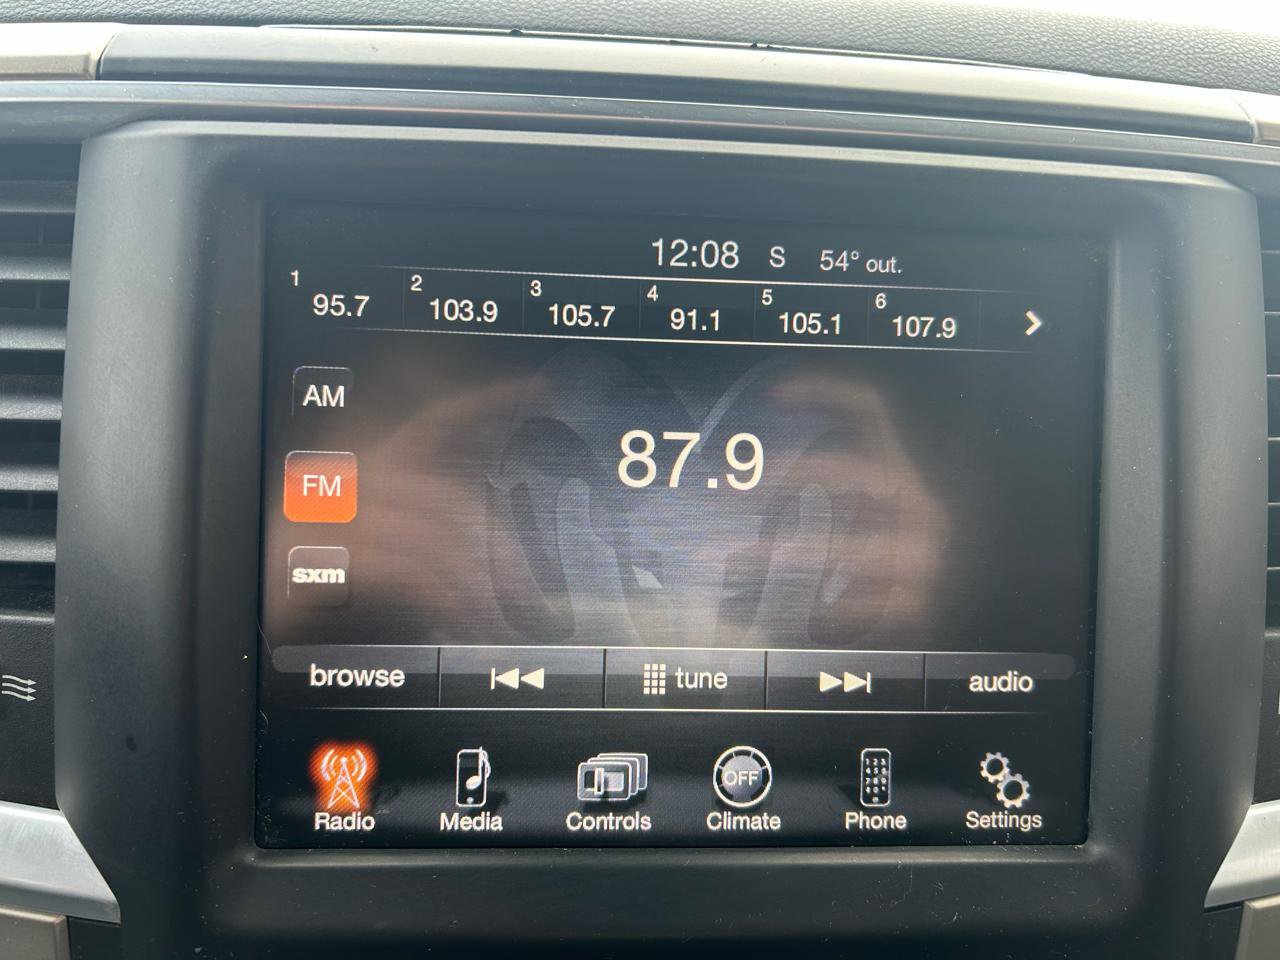 12:08 S 54° out.
1 95.7 2 103.9 3 105.7 4 91.1 5 105.1 6 107.9
AM
87.9
FM
sxm
browse tune audio
OFF
Radio Media Controls Climate Phone Settings